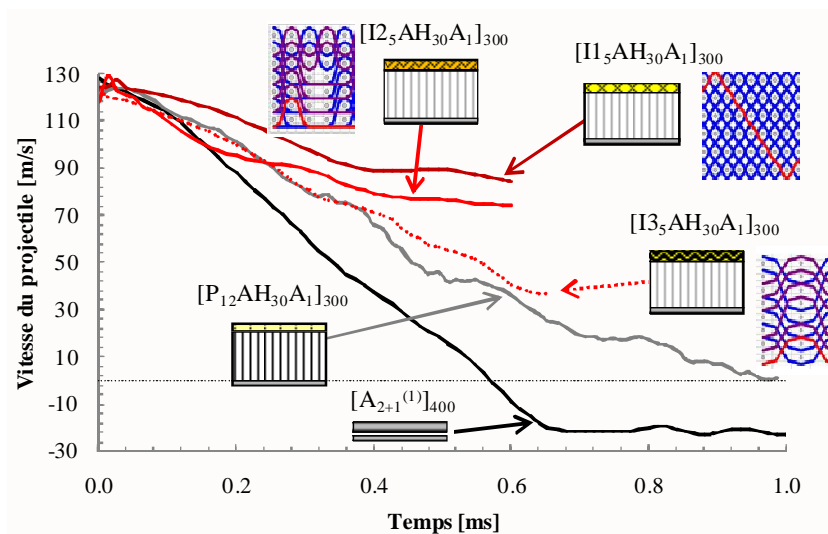 [I2₅AH₃₀A₁]₃₀₀
[I1₅AH₃₀A₁]₃₀₀
[I3₅AH₃₀A₁]₃₀₀
[P₁₂AH₃₀A₁]₃₀₀
[A₂₊₁⁽¹⁾]₄₀₀
Vitesse du projectile [m/s]
130
110
90
70
50
30
10
-10
-30
0.0 0.2 0.4 0.6 0.8 1.0
Temps [ms]